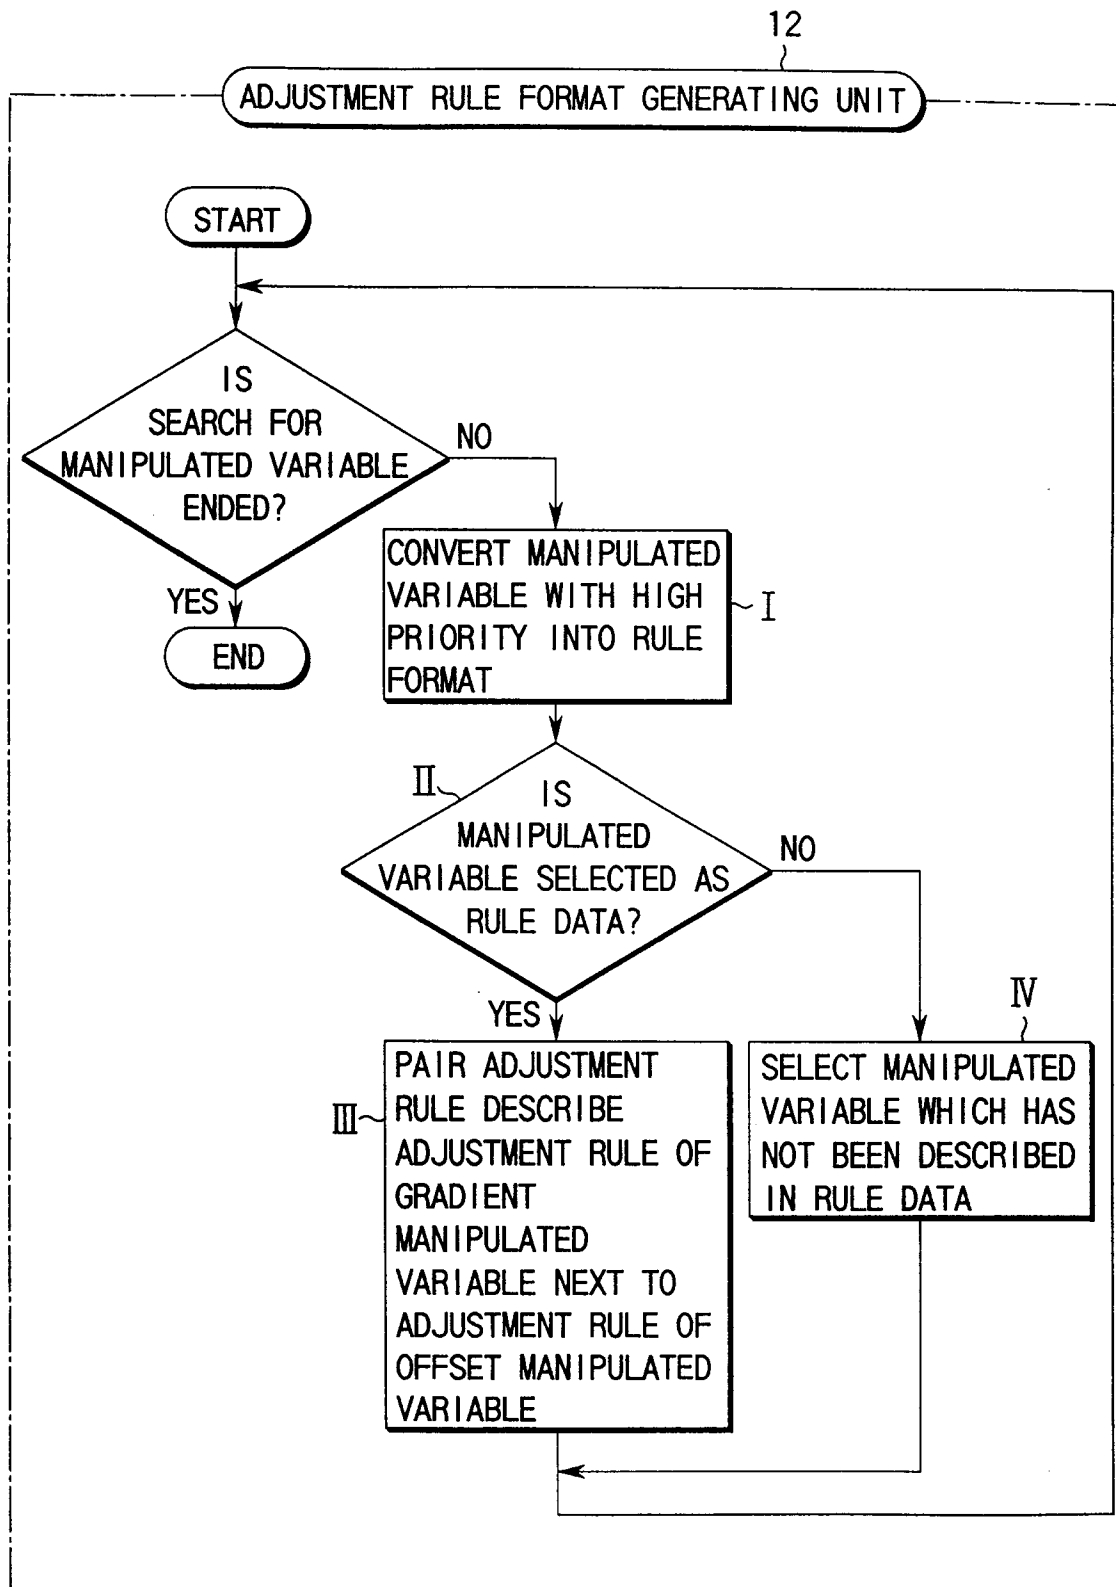 12
ADJUSTMENT RULE FORMAT GENERATING UNIT
START
IS
SEARCH FOR
MANIPULATED VARIABLE
ENDED?
NO
YES
END
CONVERT MANIPULATED
VARIABLE WITH HIGH
PRIORITY INTO RULE
FORMAT
I
II
IS
MANIPULATED
VARIABLE SELECTED AS
RULE DATA?
NO
YES
III
PAIR ADJUSTMENT
RULE DESCRIBE
ADJUSTMENT RULE OF
GRADIENT
MANIPULATED
VARIABLE NEXT TO
ADJUSTMENT RULE OF
OFFSET MANIPULATED
VARIABLE
IV
SELECT MANIPULATED
VARIABLE WHICH HAS
NOT BEEN DESCRIBED
IN RULE DATA